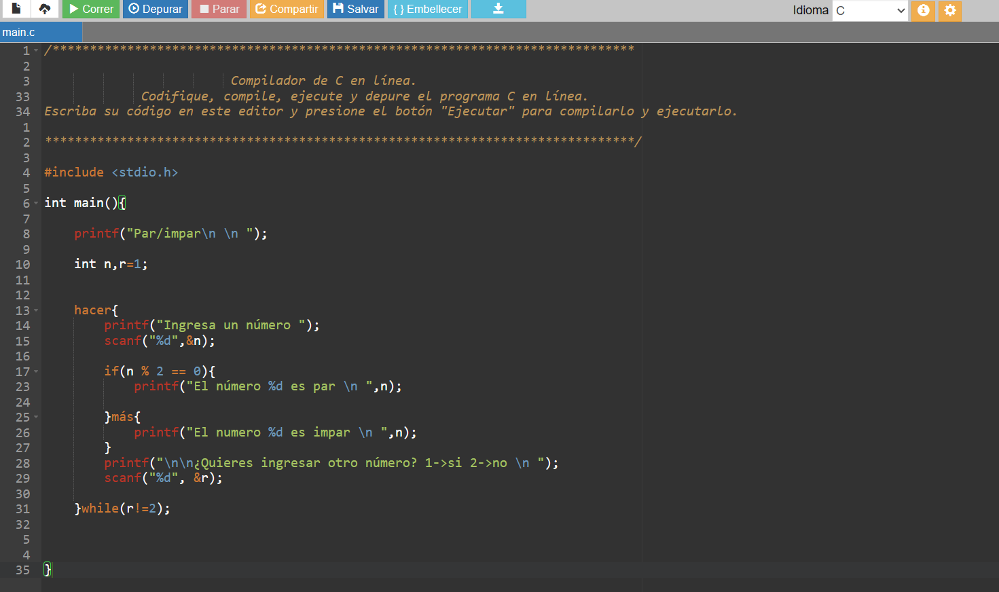 Correr Depurar Parar Compartir Salvar { } Embellecer Idioma C
main.c
1 /******************************************************************************
2
3 Compilador de C en línea.
33 Codifique, compile, ejecute y depure el programa C en línea.
34 Escriba su código en este editor y presione el botón "Ejecutar" para compilarlo y ejecutarlo.
1
2 *******************************************************************************/
3
4 #include <stdio.h>
5
6 int main(){
7
8 printf("Par/impar\n \n ");
9
10 int n,r=1;
11
12
13 hacer{
14 printf("Ingresa un número ");
15 scanf("%d",&n);
16
17 if(n % 2 == 0){
23 printf("El número %d es par \n ",n);
24
25 }más{
26 printf("El numero %d es impar \n ",n);
27 }
28 printf("\n\n¿Quieres ingresar otro número? 1->si 2->no \n ");
29 scanf("%d", &r);
30
31 }while(r!=2);
32
5
4
35 }